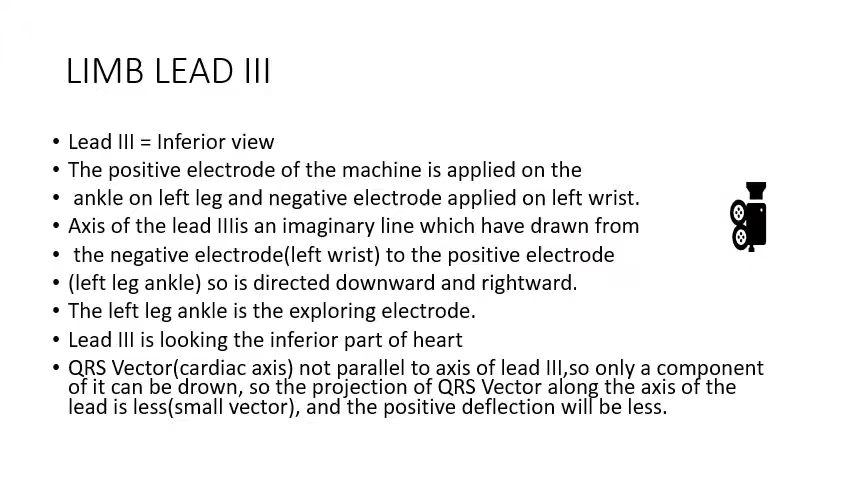 LIMB LEAD III
• Lead III = Inferior view
• The positive electrode of the machine is applied on the
• ankle on left leg and negative electrode applied on left wrist.
• Axis of the lead IIIis an imaginary line which have drawn from
• the negative electrode(left wrist) to the positive electrode
• (left leg ankle) so is directed downward and rightward.
• The left leg ankle is the exploring electrode.
• Lead III is looking the inferior part of heart
• QRS Vector(cardiac axis) not parallel to axis of lead III,so only a component
of it can be drown, so the projection of QRS Vector along the axis of the
lead is less(small vector), and the positive deflection will be less.